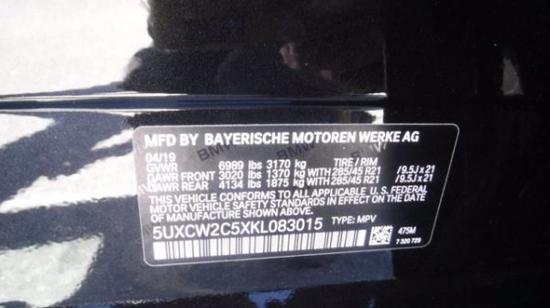 MFD BY BAYERISCHE MOTOREN WERKE AG
04/19
GVWR 6989 lbs 3170 kg TIRE / RIM
GAWR FRONT 3020 lbs 1370 kg WITH 285/45 R21 /9.5J x 21
GAWR REAR 4134 lbs 1875 kg WITH 285/45 R21 /9.5J x 21
THIS VEHICLE CONFORMS TO ALL APPLICABLE U.S.
FEDERAL MOTOR VEHICLE SAFETY STANDARDS IN EFFECT
ON THE DATE OF MANUFACTURE SHOWN ABOVE.
5UXCW2C5XKL083015 TYPE: MPV 475M
7 320 729